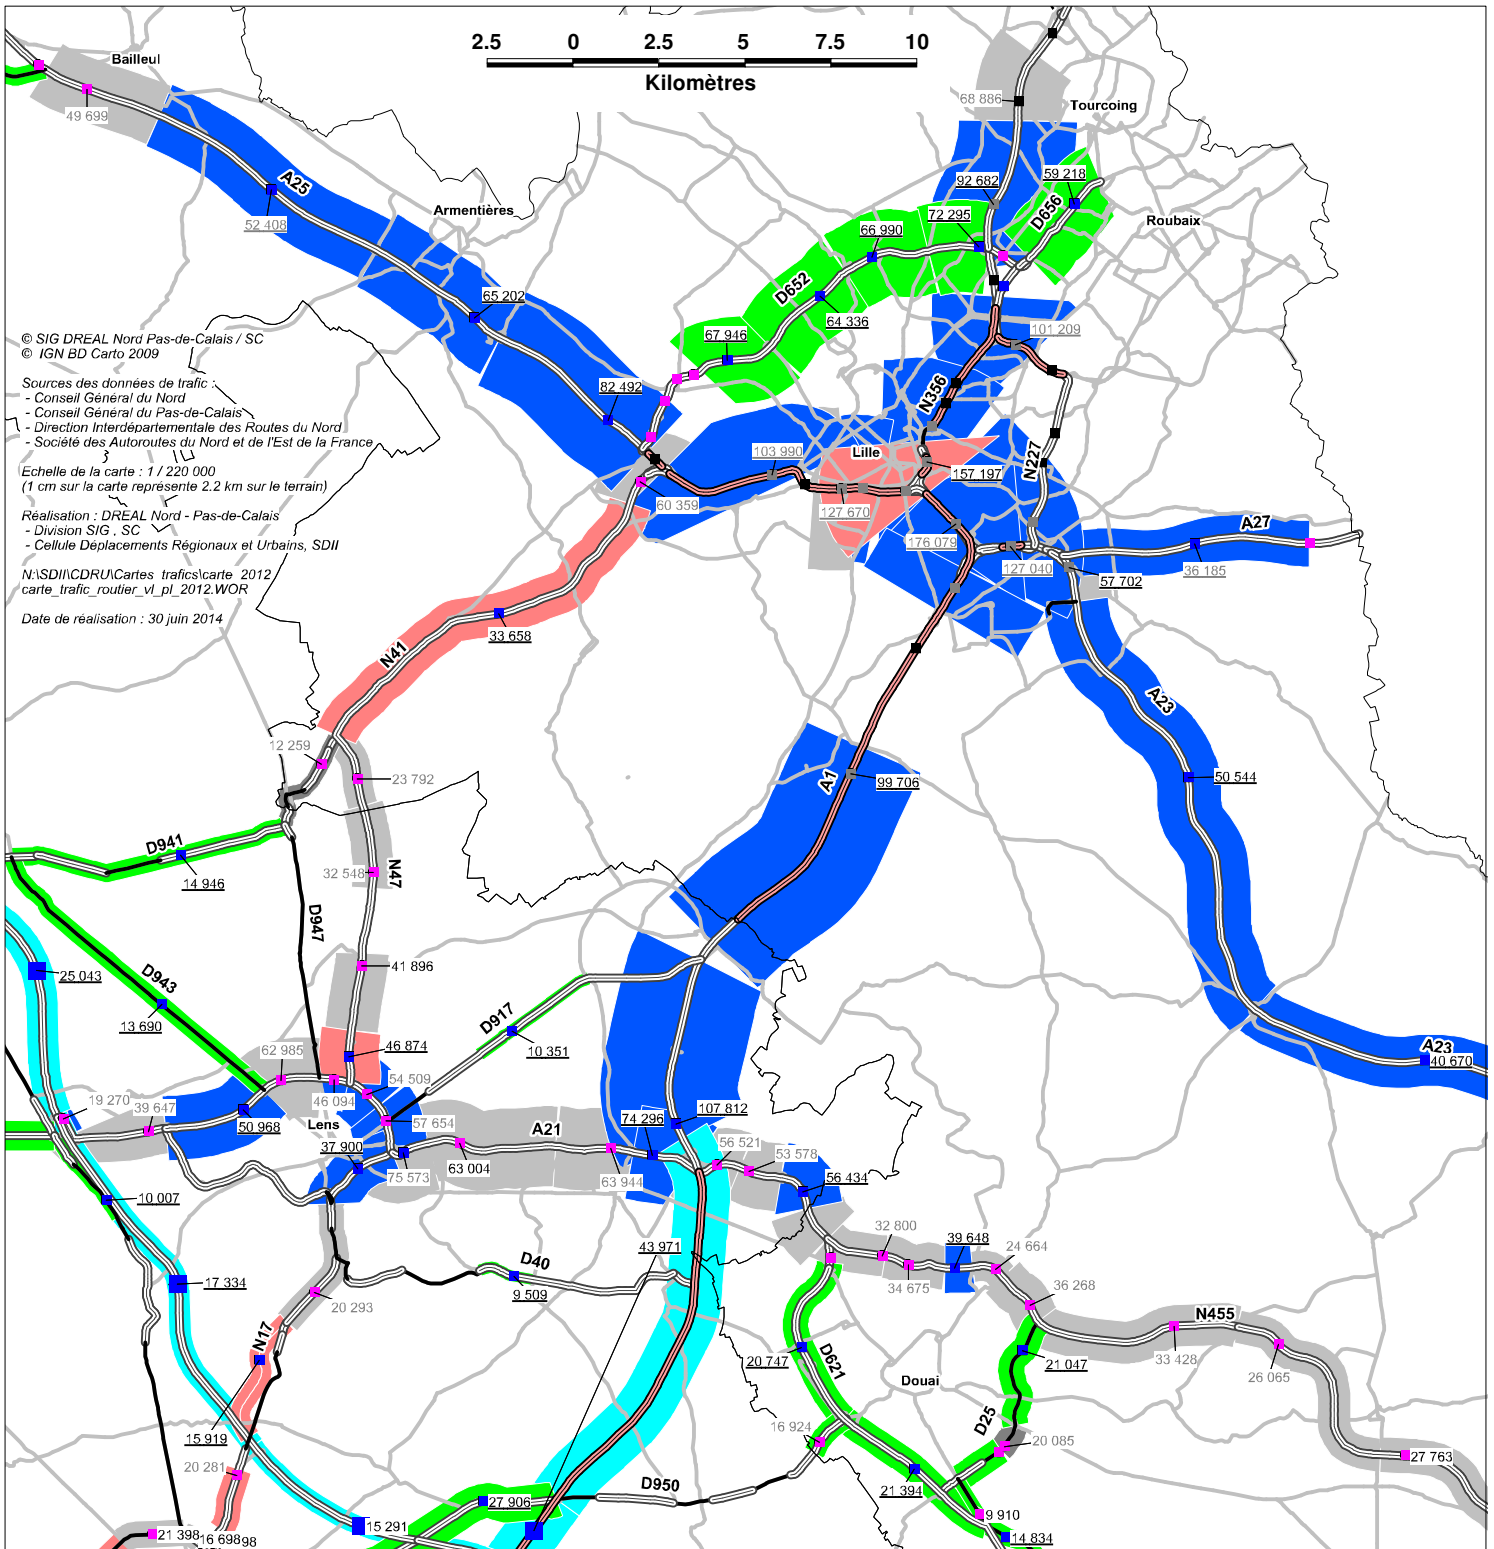 2.5 0 2.5 5 7.5 10
Kilomètres
Bailleul
49 699
68 886
Tourcoing
A25
52 408
Armentières
92 682
59 218
D656
Roubaix
72 295
66 990
D652
64 336
65 202
67 946
101 209
© SIG DREAL Nord Pas-de-Calais / SC
© IGN BD Carto 2009
Sources des données de trafic :
- Conseil Général du Nord
- Conseil Général du Pas-de-Calais
- Direction Interdépartementale des Routes du Nord
- Société des Autoroutes du Nord et de l'Est de la France
Echelle de la carte : 1 / 220 000
(1 cm sur la carte représente 2.2 km sur le terrain)
Réalisation : DREAL Nord - Pas-de-Calais
- Division SIG , SC
- Cellule Déplacements Régionaux et Urbains, SDII
N:\SDII\CDRU\Cartes_trafics\carte_2012
carte_trafic_routier_vl_pl_2012.WOR
Date de réalisation : 30 juin 2014
82 492
N356
103 990
Lille
157 197
N227
60 359
127 670
176 079
127 040
A27
36 185
57 702
33 658
N41
A23
12 259
23 792
A1
99 706
50 544
D941
14 946
32 548
N47
D947
25 043
D943
13 690
41 896
D917
10 351
46 874
62 985
54 509
46 094
A23
40 670
19 270
39 647
50 968
Lens
57 654
A21
74 296
107 812
37 900
75 573
63 004
63 944
56 521
53 578
56 434
10 007
17 334
43 971
D40
9 509
32 800
34 675
39 648
24 664
36 268
20 293
N17
N455
33 428
26 065
20 747
D621
21 047
Douai
15 919
D25
16 924
20 085
27 763
20 281
D950
27 906
21 394
9 910
14 834
15 291
21 398
16 698
98